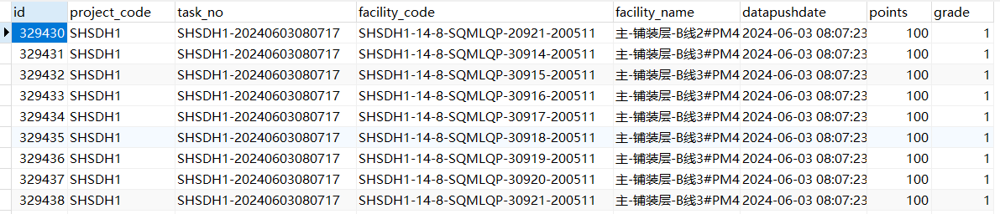 id project_code task_no facility_code facility_name datapushdate points grade
329430 SHSDH1 SHSDH1-20240603080717 SHSDH1-14-8-SQMLQP-20921-200511 主-铺装层-B线2#PM4 2024-06-03 08:07:23 100 1
329431 SHSDH1 SHSDH1-20240603080717 SHSDH1-14-8-SQMLQP-30914-200511 主-铺装层-B线3#PM4 2024-06-03 08:07:23 100 1
329432 SHSDH1 SHSDH1-20240603080717 SHSDH1-14-8-SQMLQP-30915-200511 主-铺装层-B线3#PM4 2024-06-03 08:07:23 100 1
329433 SHSDH1 SHSDH1-20240603080717 SHSDH1-14-8-SQMLQP-30916-200511 主-铺装层-B线3#PM4 2024-06-03 08:07:23 100 1
329434 SHSDH1 SHSDH1-20240603080717 SHSDH1-14-8-SQMLQP-30917-200511 主-铺装层-B线3#PM4 2024-06-03 08:07:23 100 1
329435 SHSDH1 SHSDH1-20240603080717 SHSDH1-14-8-SQMLQP-30918-200511 主-铺装层-B线3#PM4 2024-06-03 08:07:23 100 1
329436 SHSDH1 SHSDH1-20240603080717 SHSDH1-14-8-SQMLQP-30919-200511 主-铺装层-B线3#PM4 2024-06-03 08:07:23 100 1
329437 SHSDH1 SHSDH1-20240603080717 SHSDH1-14-8-SQMLQP-30920-200511 主-铺装层-B线3#PM4 2024-06-03 08:07:23 100 1
329438 SHSDH1 SHSDH1-20240603080717 SHSDH1-14-8-SQMLQP-30921-200511 主-铺装层-B线3#PM4 2024-06-03 08:07:23 100 1